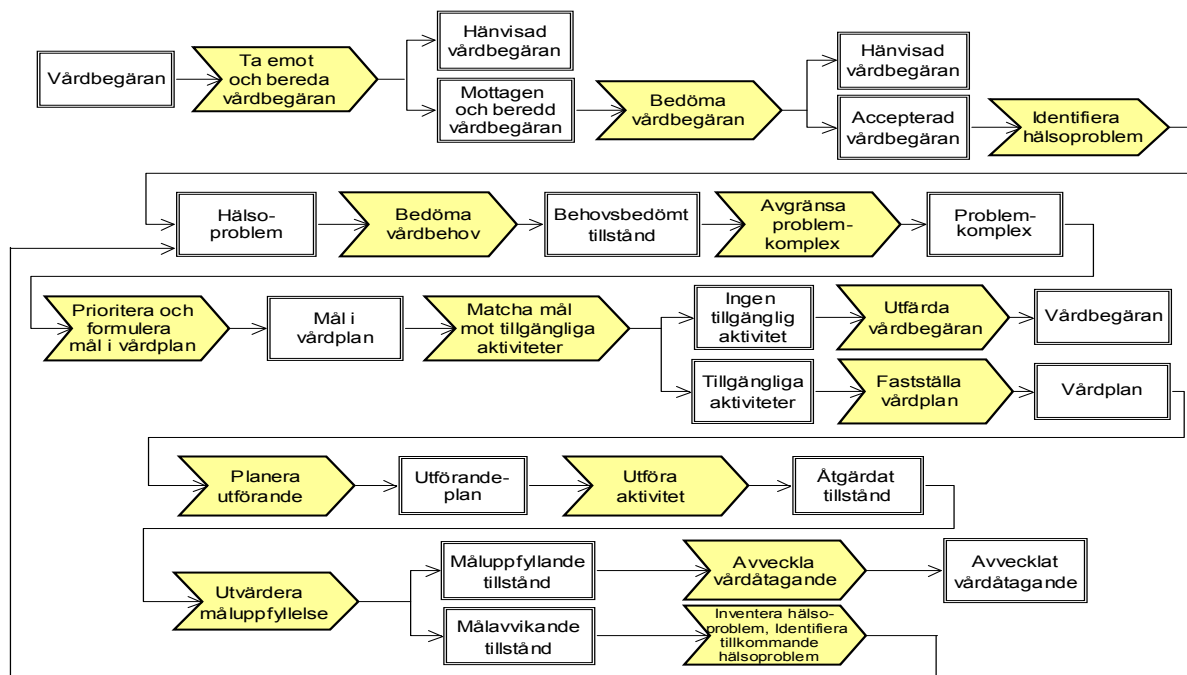 Vårdbegäran
Ta emot
och bereda
vårdbegäran
Hänvisad
vårdbegäran
Mottagen
och beredd
vårdbegäran
Bedöma
vårdbegäran
Hänvisad
vårdbegäran
Accepterad
vårdbegäran
Identifiera
hälsoproblem
Hälso-
problem
Bedöma
vårdbehov
Behovsbedömt
tillstånd
Avgränsa
problem-
komplex
Problem-
komplex
Prioritera och
formulera
mål i vårdplan
Mål i
vårdplan
Matcha mål
mot tillgängliga
aktiviteter
Ingen
tillgänglig
aktivitet
Utfärda
vårdbegäran
Vårdbegäran
Tillgängliga
aktiviteter
Fastställa
vårdplan
Vårdplan
Planera
utförande
Utförande-
plan
Utföra
aktivitet
Åtgärdat
tillstånd
Utvärdera
måluppfyllelse
Måluppfyllande
tillstånd
Avveckla
vårdåtagande
Avvecklat
vårdåtagande
Målavvikande
tillstånd
Inventera hälso-
problem, Identifiera
tillkommande
hälsoproblem